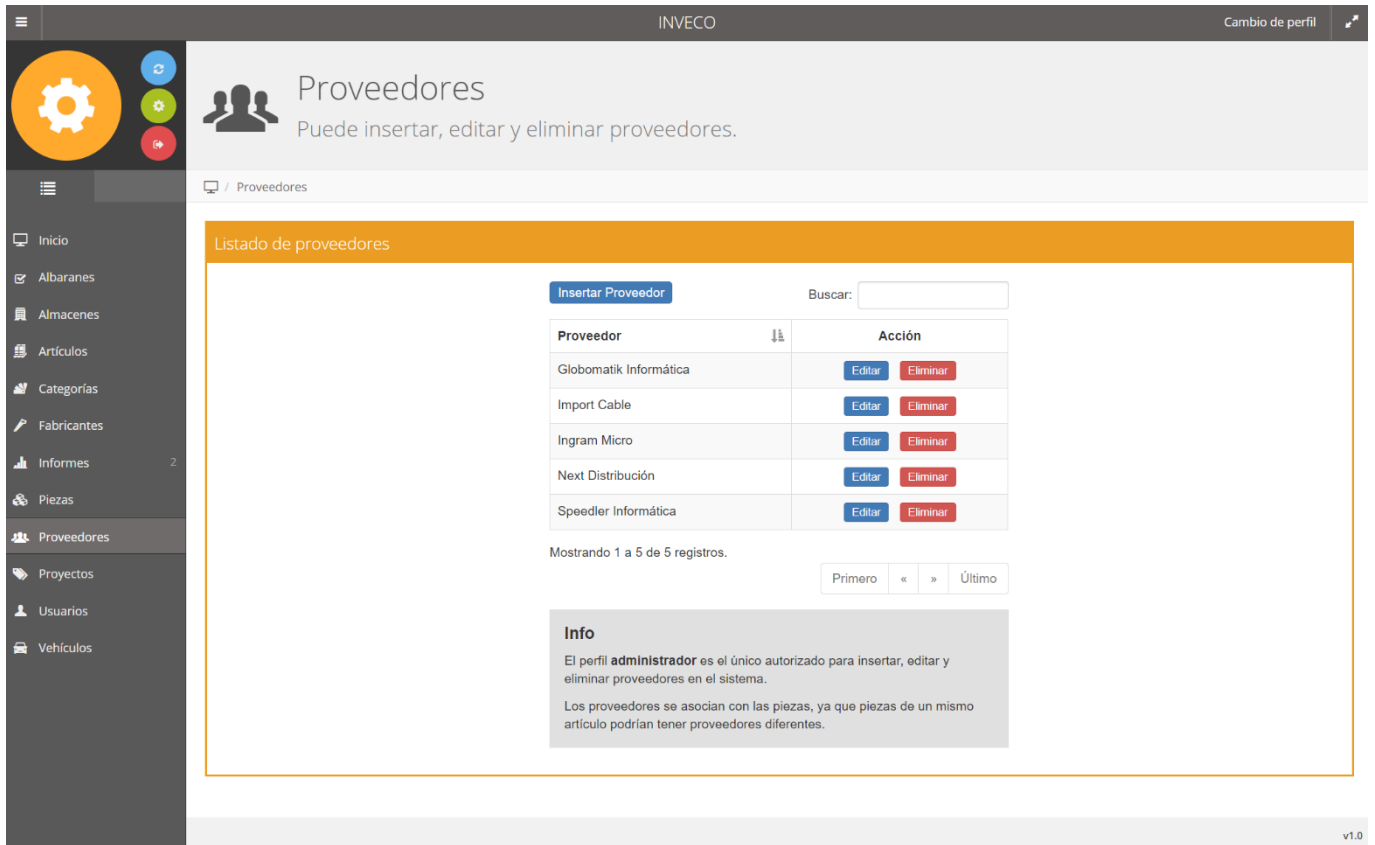 INVECO
Cambio de perfil
Proveedores
Puede insertar, editar y eliminar proveedores.
/ Proveedores
Inicio
Albaranes
Almacenes
Artículos
Categorías
Fabricantes
Informes 2
Piezas
Proveedores
Proyectos
Usuarios
Vehículos
Listado de proveedores
Insertar Proveedor Buscar:
Proveedor Acción
Globomatik Informática Editar Eliminar
Import Cable Editar Eliminar
Ingram Micro Editar Eliminar
Next Distribución Editar Eliminar
Speedler Informática Editar Eliminar
Mostrando 1 a 5 de 5 registros.
Primero « » Último
Info
El perfil administrador es el único autorizado para insertar, editar y
eliminar proveedores en el sistema.
Los proveedores se asocian con las piezas, ya que piezas de un mismo
artículo podrían tener proveedores diferentes.
v1.0